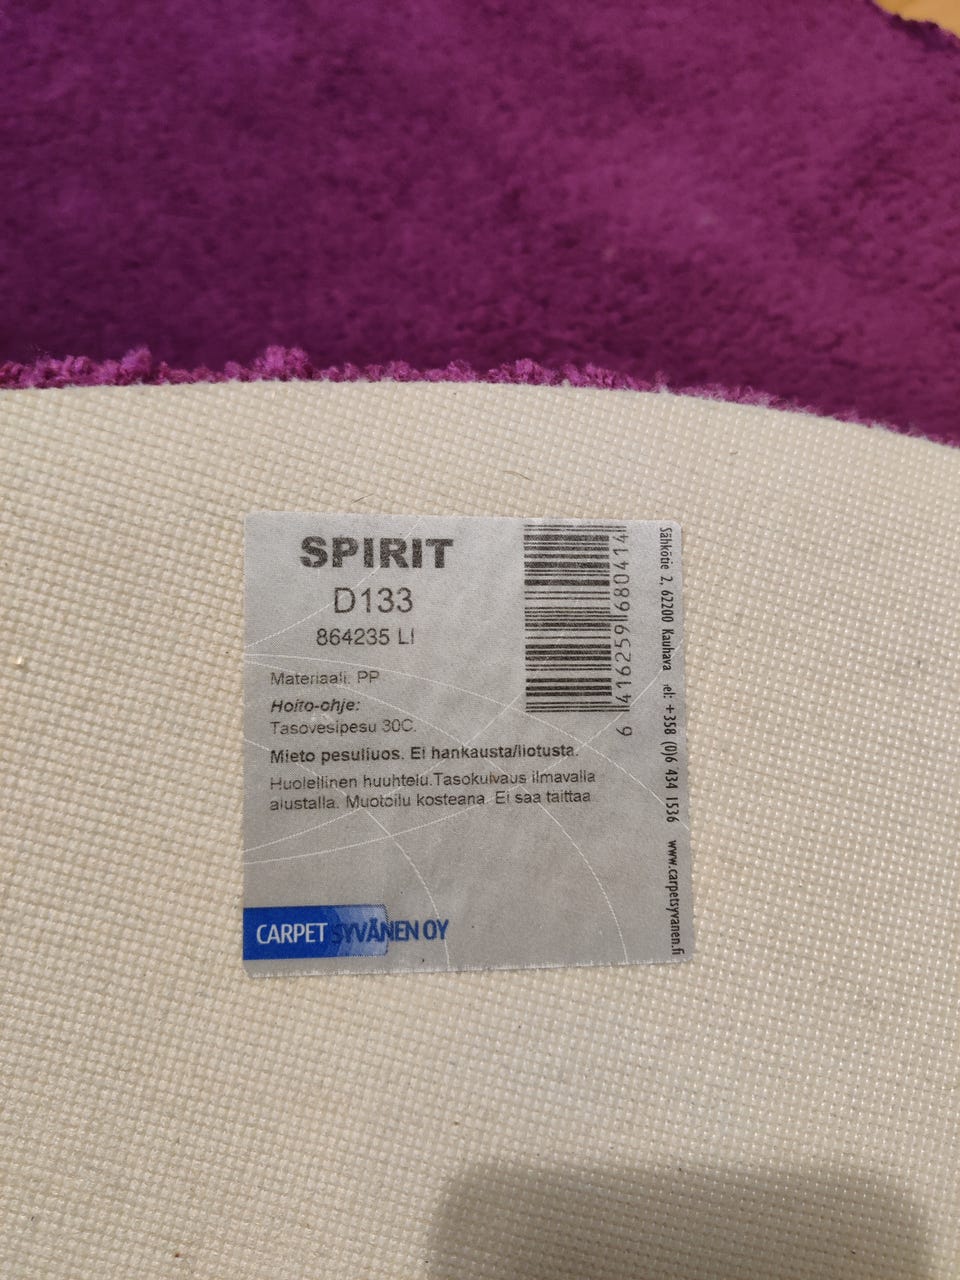 SPIRIT
D133
864235 LI
Materiaali: PP
Hoito-ohje:
Tasovesipesu 30C.
Mieto pesuliuos. Ei hankausta/liotusta.
Huolellinen huuhtelu.Tasokuivaus ilmavalla
alustalla. Muotoilu kosteana. Ei saa taittaa
CARPET SYVÄNEN OY
6 416259 680414
Sähkötie 2, 62200 Kauhava tel: +358 (0)6 434 1536 www.carpetsyvanen.fi